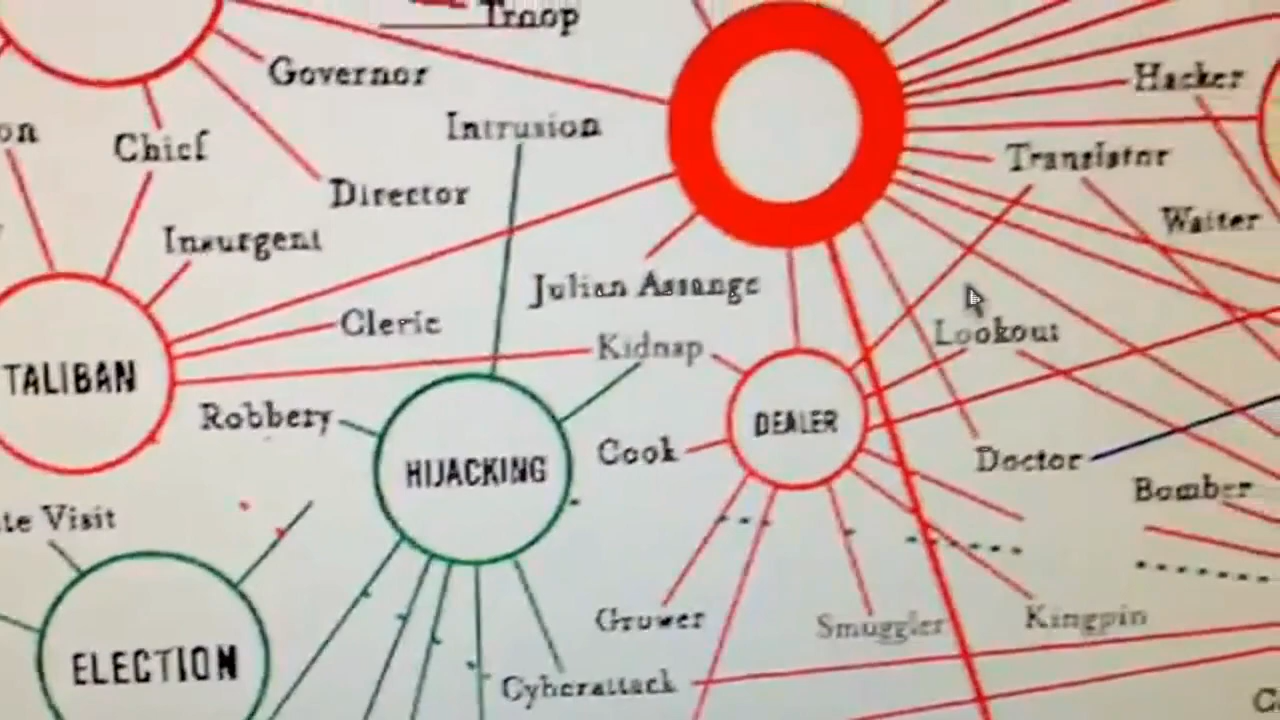 Troop
Governor
Hacker
Intrusion
on
Chief
Translator
Director
Waiter
Insurgent
Julian Assange
Cleric
Lookout
Kidnap
TALIBAN
Robbery
DEALER
HIJACKING
Cook
Doctor
Bomber
te Visit
Grower
Smuggler
Kingpin
ELECTION
Cyberattack